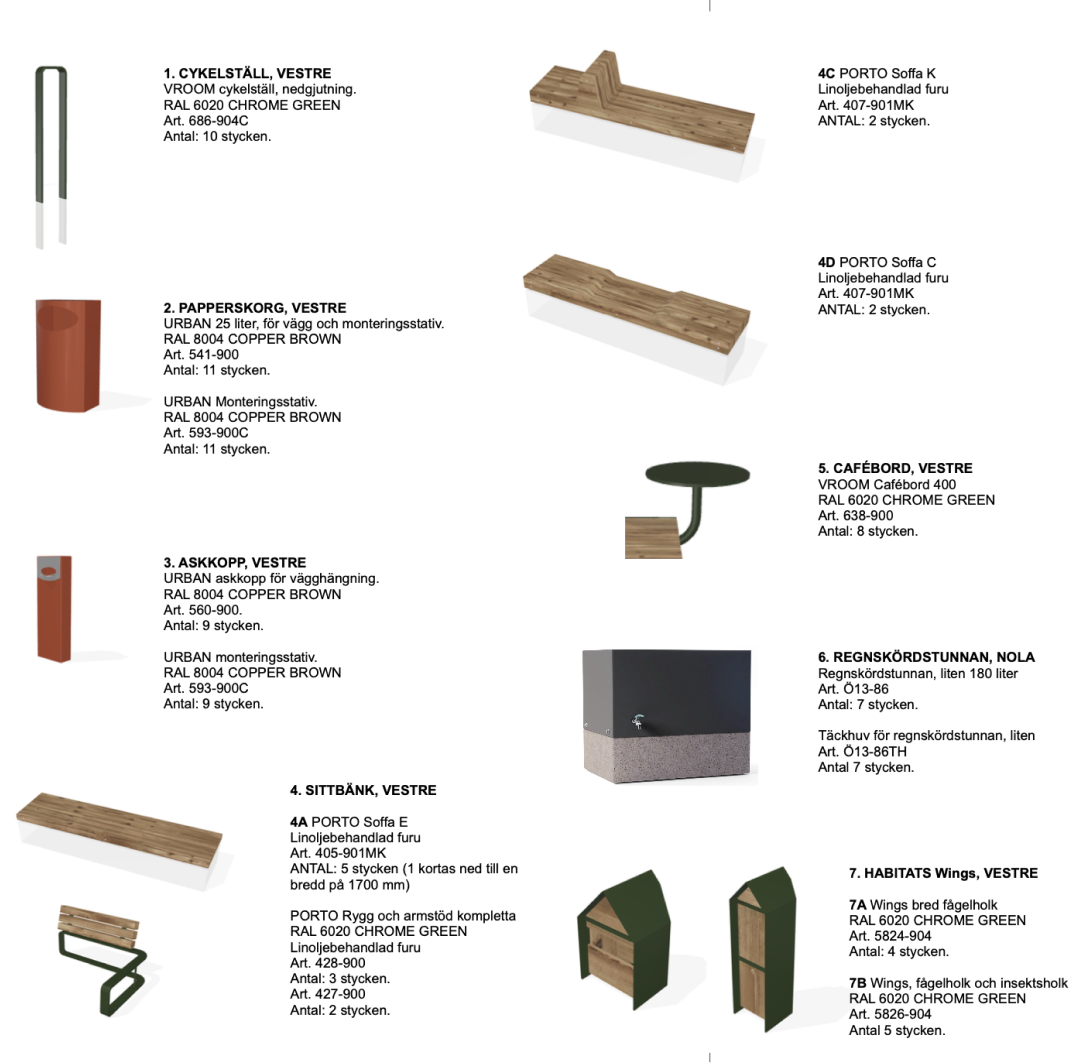 1. CYKELSTÄLL, VESTRE
VROOM cykelställ, nedgjutning.
RAL 6020 CHROME GREEN
Art. 686-904C
Antal: 10 stycken.
2. PAPPERSKORG, VESTRE
URBAN 25 liter, för vägg och monteringsstativ.
RAL 8004 COPPER BROWN
Art. 541-900
Antal: 11 stycken.
URBAN Monteringsstativ.
RAL 8004 COPPER BROWN
Art. 593-900C
Antal: 11 stycken.
3. ASKKOPP, VESTRE
URBAN askkopp för vägghängning.
RAL 8004 COPPER BROWN
Art. 560-900.
Antal: 9 stycken.
URBAN monteringsstativ.
RAL 8004 COPPER BROWN
Art. 593-900C
Antal: 9 stycken.
4. SITTBÄNK, VESTRE
4A PORTO Soffa E
Linoljebehandlad furu
Art. 405-901MK
ANTAL: 5 stycken (1 kortas ned till en
bredd på 1700 mm)
PORTO Rygg och armstöd kompletta
RAL 6020 CHROME GREEN
Linoljebehandlad furu
Art. 428-900
Antal: 3 stycken.
Art. 427-900
Antal: 2 stycken.
4C PORTO Soffa K
Linoljebehandlad furu
Art. 407-901MK
ANTAL: 2 stycken.
4D PORTO Soffa C
Linoljebehandlad furu
Art. 407-901MK
ANTAL: 2 stycken.
5. CAFÉBORD, VESTRE
VROOM Cafébord 400
RAL 6020 CHROME GREEN
Art. 638-900
Antal: 8 stycken.
6. REGNSKÖRDSTUNNAN, NOLA
Regnskördstunnan, liten 180 liter
Art. Ö13-86
Antal: 7 stycken.
Täckhuv för regnskördstunnan, liten
Art. Ö13-86TH
Antal 7 stycken.
7. HABITATS Wings, VESTRE
7A Wings bred fågelholk
RAL 6020 CHROME GREEN
Art. 5824-904
Antal: 4 stycken.
7B Wings, fågelholk och insektsholk
RAL 6020 CHROME GREEN
Art. 5826-904
Antal 5 stycken.